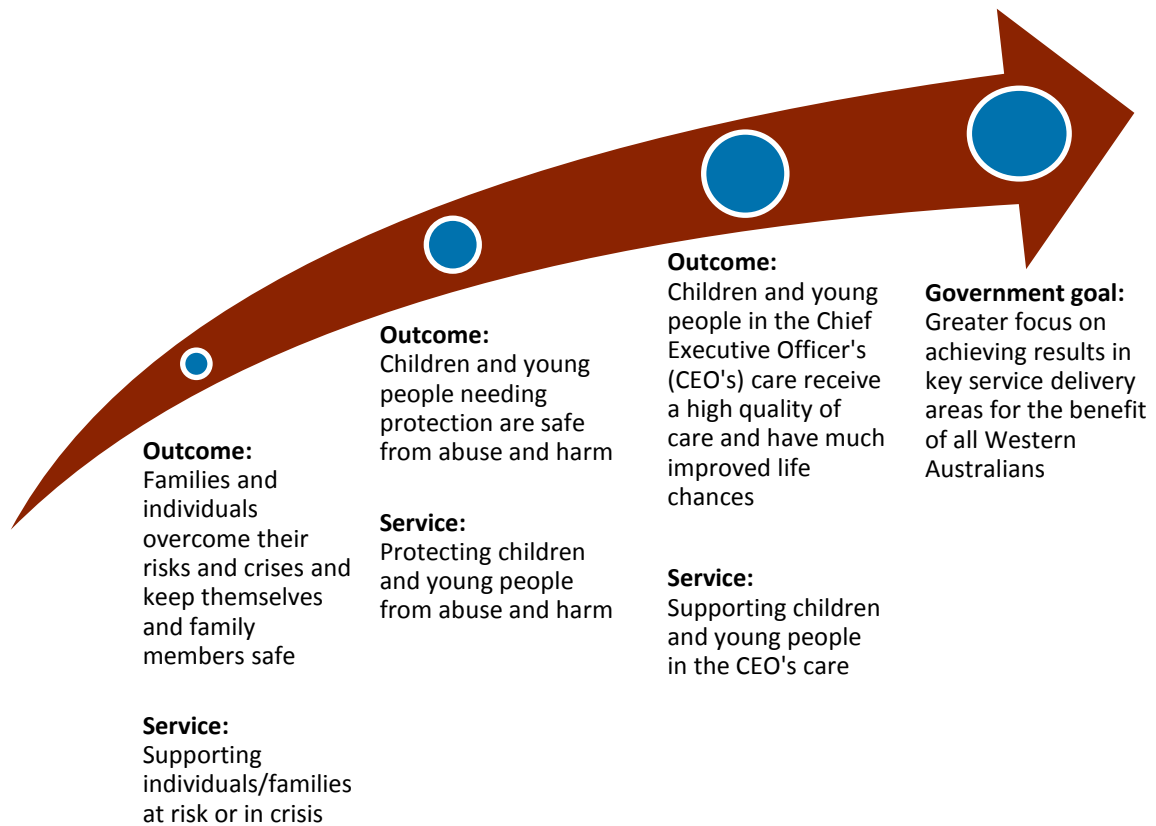 Outcome:
Families and
individuals
overcome their
risks and crises and
keep themselves
and family
members safe
Service:
Supporting
individuals/families
at risk or in crisis
Outcome:
Children and young
people needing
protection are safe
from abuse and harm
Service:
Protecting children
and young people
from abuse and harm
Outcome:
Children and young
people in the Chief
Executive Officer's
(CEO's) care receive
a high quality of
care and have much
improved life
chances
Service:
Supporting children
and young people
in the CEO's care
Government goal:
Greater focus on
achieving results in
key service delivery
areas for the benefit
of all Western
Australians